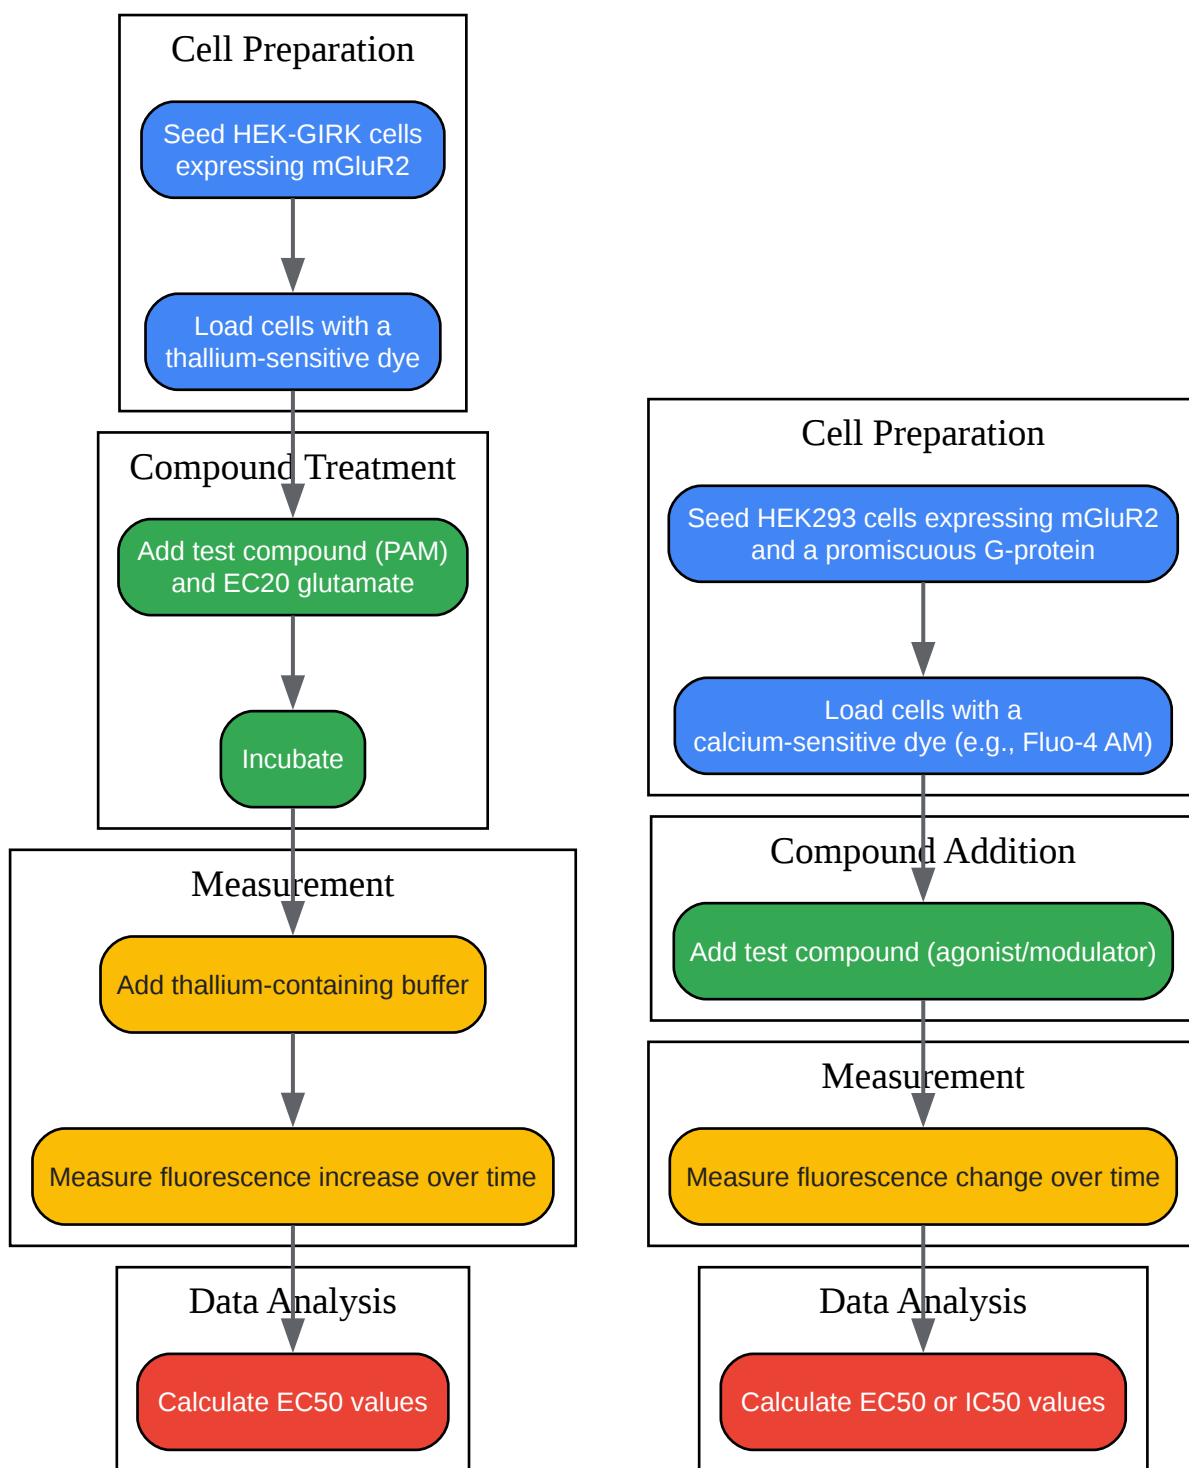 Cell Preparation
Seed HEK-GIRK cells
expressing mGluR2
Load cells with a
thallium-sensitive dye
Compound Treatment
Add test compound (PAM)
and EC20 glutamate
Incubate
Measurement
Add thallium-containing buffer
Measure fluorescence increase over time
Data Analysis
Calculate EC50 values
Cell Preparation
Seed HEK293 cells expressing mGluR2
and a promiscuous G-protein
Load cells with a
calcium-sensitive dye (e.g., Fluo-4 AM)
Compound Addition
Add test compound (agonist/modulator)
Measurement
Measure fluorescence change over time
Data Analysis
Calculate EC50 or IC50 values